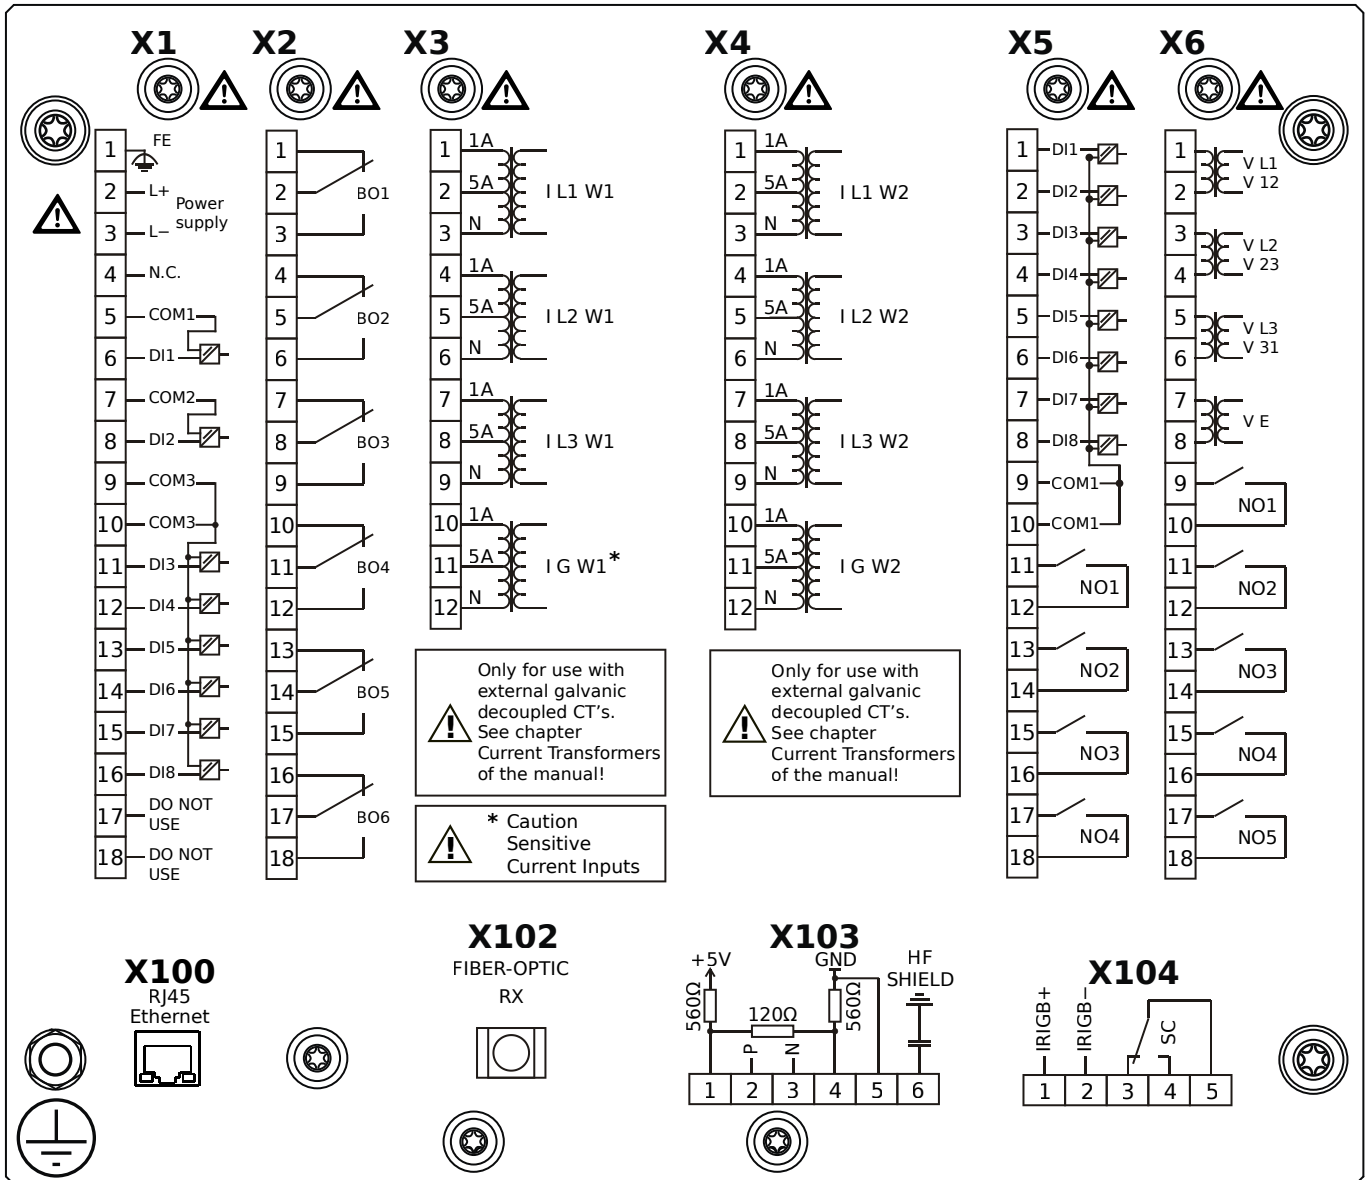 X1
1
FE
2
L+
Power
supply
3
L−
4
N.C.
5
COM1
6
DI1
7
COM2
8
DI2
9
COM3
10
COM3
11
DI3
12
DI4
13
DI5
14
DI6
15
DI7
16
DI8
17
DO NOT
USE
18
DO NOT
USE
X2
1
2
BO1
3
4
5
BO2
6
7
8
BO3
9
10
11
BO4
12
13
14
BO5
15
16
17
BO6
18
X3
1
1A
2
5A
I L1 W1
3
N
4
1A
5
5A
I L2 W1
6
N
7
1A
8
5A
I L3 W1
9
N
10
1A
11
5A
I G W1*
12
N
Only for use with
external galvanic
decoupled CT's.
See chapter
Current Transformers
of the manual!
* Caution
Sensitive
Current Inputs
X4
1
1A
2
5A
I L1 W2
3
N
4
1A
5
5A
I L2 W2
6
N
7
1A
8
5A
I L3 W2
9
N
10
1A
11
5A
I G W2
12
N
Only for use with
external galvanic
decoupled CT's.
See chapter
Current Transformers
of the manual!
X5
1
DI1
2
DI2
3
DI3
4
DI4
5
DI5
6
DI6
7
DI7
8
DI8
9
COM1
10
COM1
11
NO1
12
13
NO2
14
15
NO3
16
17
NO4
18
X6
1
V L1
V 12
2
3
V L2
V 23
4
5
V L3
V 31
6
7
V E
8
9
NO1
10
11
NO2
12
13
NO3
14
15
NO4
16
17
NO5
18
X100
RJ45
Ethernet
X102
FIBER-OPTIC
RX
X103
+5V
GND
HF
SHIELD
560Ω
120Ω
560Ω
P
N
1 2 3 4 5 6
X104
IRIGB+
IRIGB−
SC
1 2 3 4 5